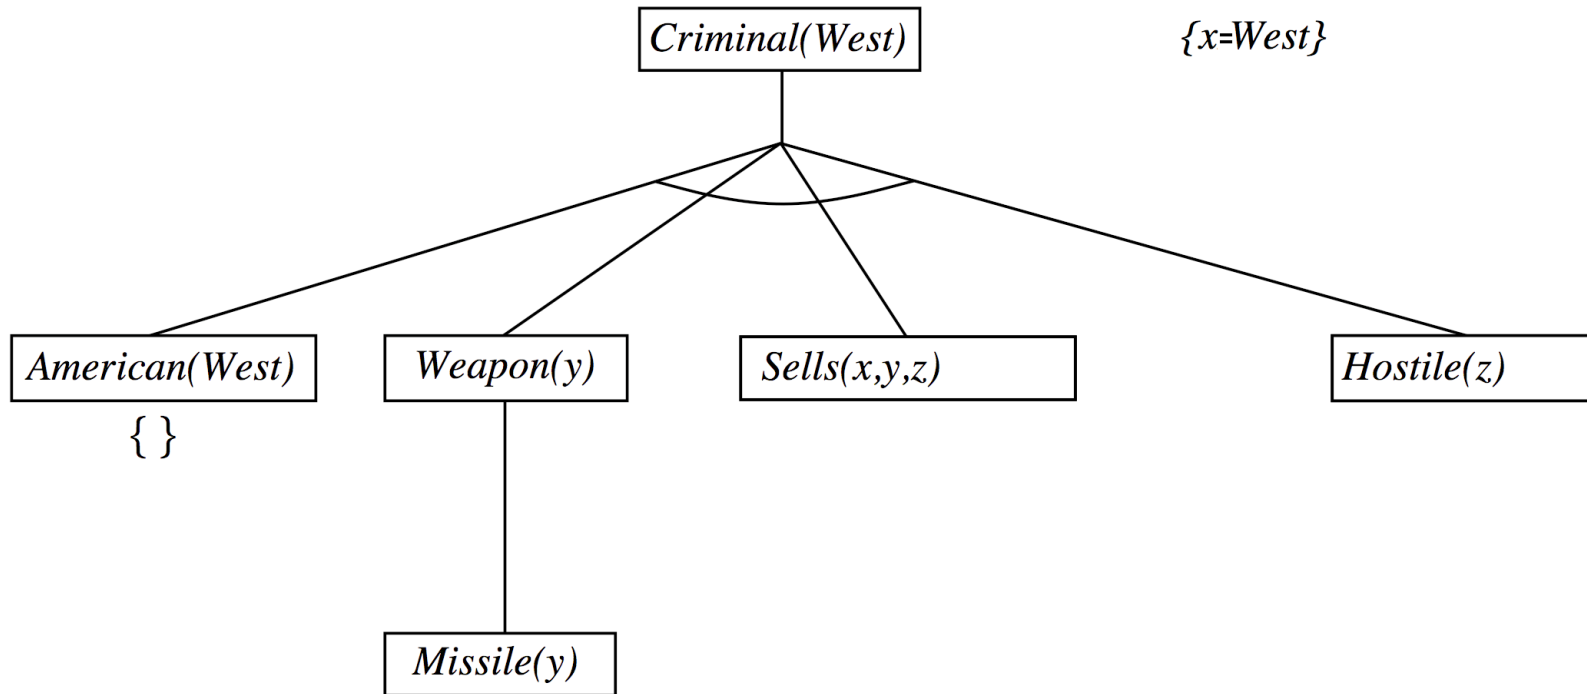 Criminal(West)
{x=West}
American(West)
Weapon(y)
Sells(x,y,z)
Hostile(z)
{ }
Missile(y)